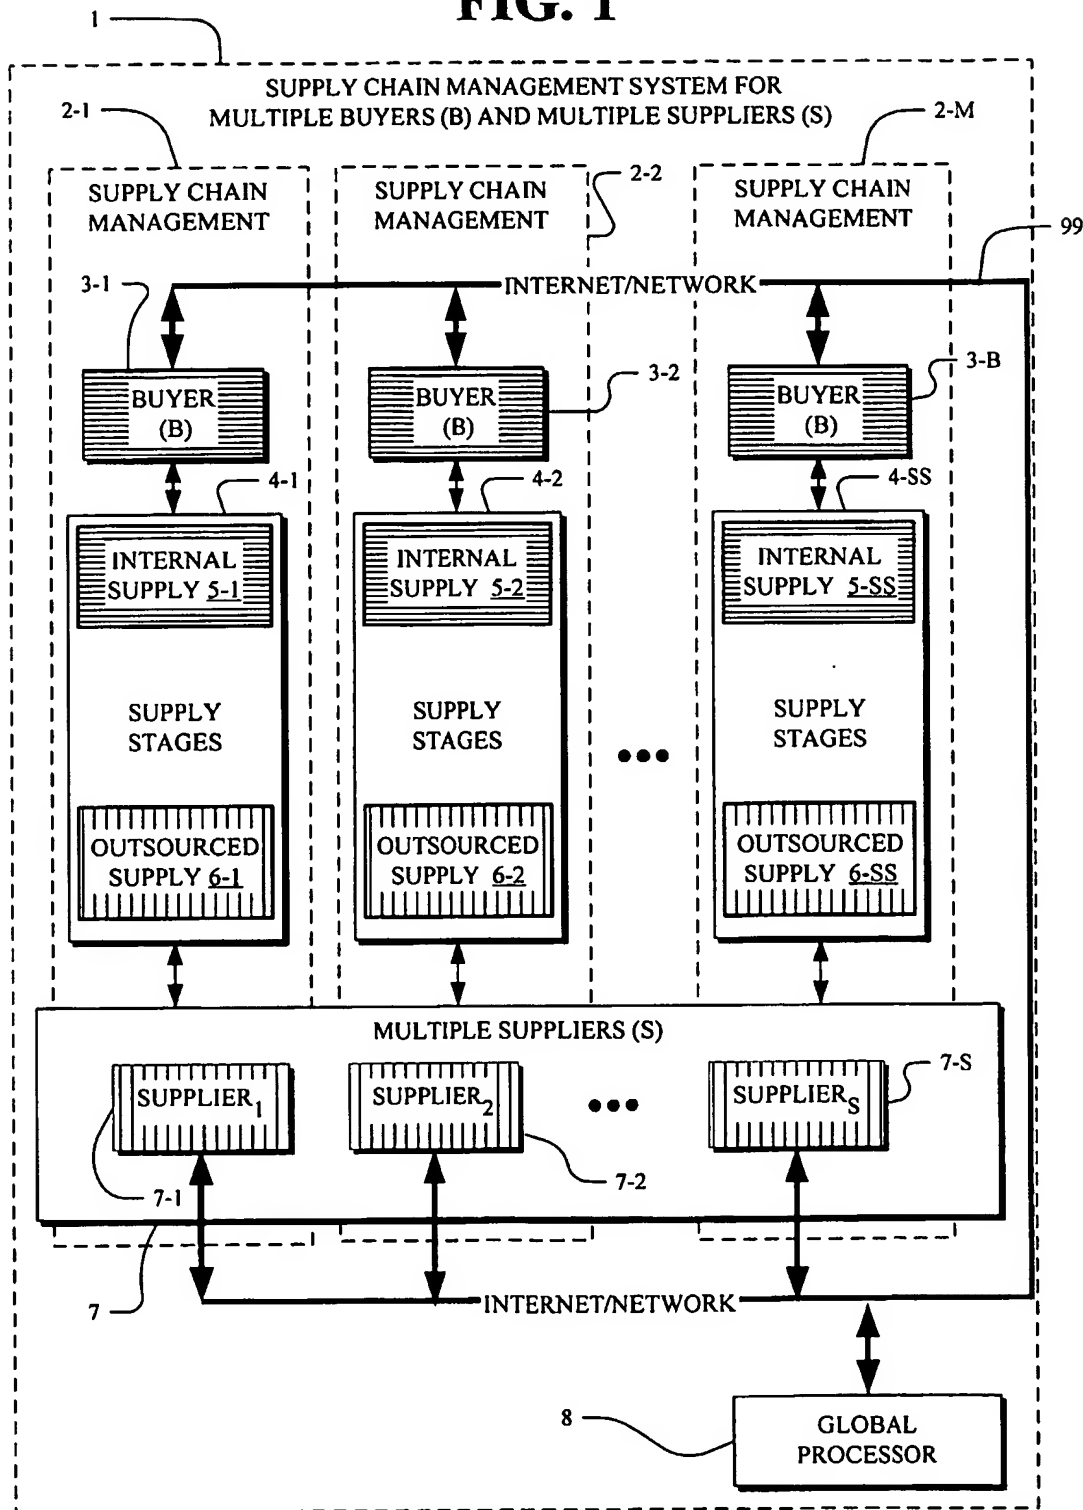 FIG. 1
1
SUPPLY CHAIN MANAGEMENT SYSTEM FOR
MULTIPLE BUYERS (B) AND MULTIPLE SUPPLIERS (S)
2-1
2-M
SUPPLY CHAIN
MANAGEMENT
SUPPLY CHAIN
MANAGEMENT
2-2
SUPPLY CHAIN
MANAGEMENT
99
3-1
INTERNET/NETWORK
BUYER
(B)
BUYER
(B)
3-2
BUYER
(B)
3-B
4-1
4-2
4-SS
INTERNAL
SUPPLY 5-1
INTERNAL
SUPPLY 5-2
INTERNAL
SUPPLY 5-SS
SUPPLY
STAGES
SUPPLY
STAGES
SUPPLY
STAGES
OUTSOURCED
SUPPLY 6-1
OUTSOURCED
SUPPLY 6-2
OUTSOURCED
SUPPLY 6-SS
MULTIPLE SUPPLIERS (S)
SUPPLIER1
SUPPLIER2
SUPPLIERS
7-S
7-1
7-2
7
INTERNET/NETWORK
8
GLOBAL
PROCESSOR